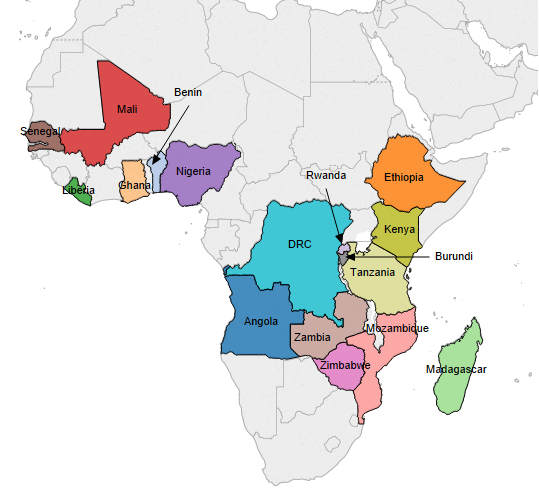 Benin
Mali
Senegal
Nigeria
Ghana
Liberia
Rwanda
Ethiopia
Kenya
DRC
Burundi
Tanzania
Angola
Zambia
Mozambique
Zimbabwe
Madagascar